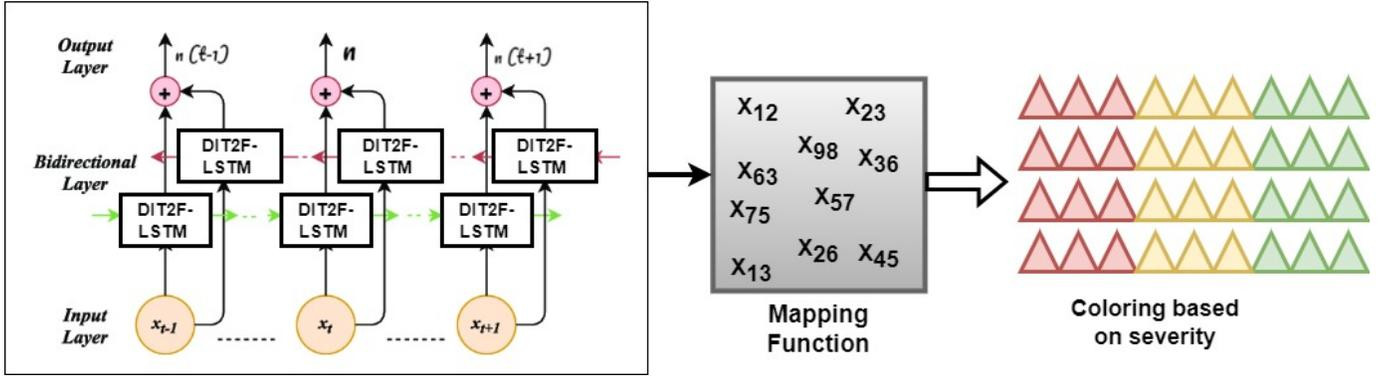 Output
Layer
n (t-1)
n
n (t+1)
+
+
+
Bidirectional
Layer
DIT2F-
LSTM
DIT2F-
LSTM
DIT2F-
LSTM
DIT2F-
LSTM
DIT2F-
LSTM
DIT2F-
LSTM
Input
Layer
xt-1
xt
xt+1
X12
X23
X98
X36
X63
X57
X75
X26
X45
X13
Mapping
Function
Coloring based
on severity